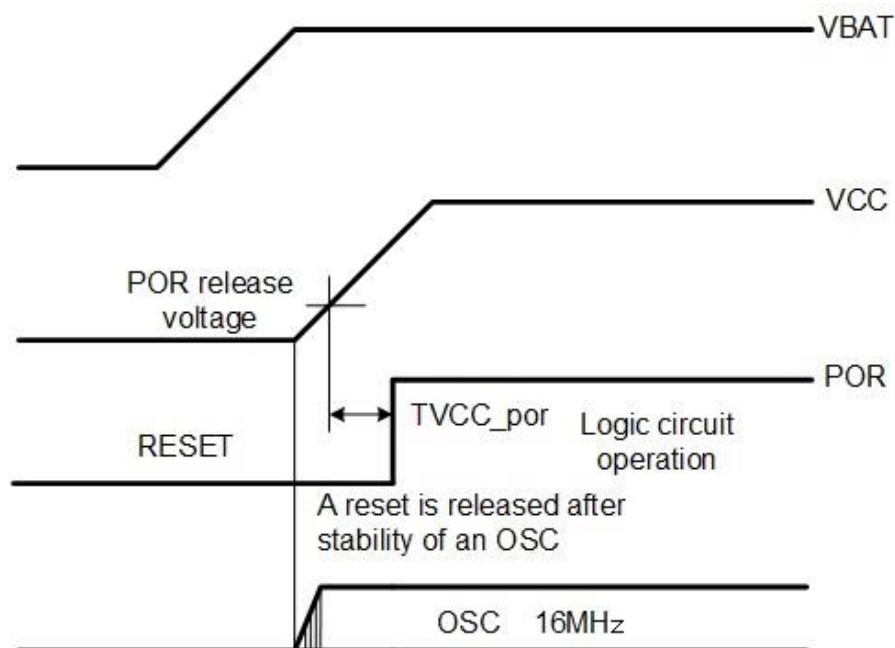 VBAT
VCC
POR release
voltage
POR
TVCC_por
Logic circuit
operation
RESET
A reset is released after
stability of an OSC
OSC 16MHz